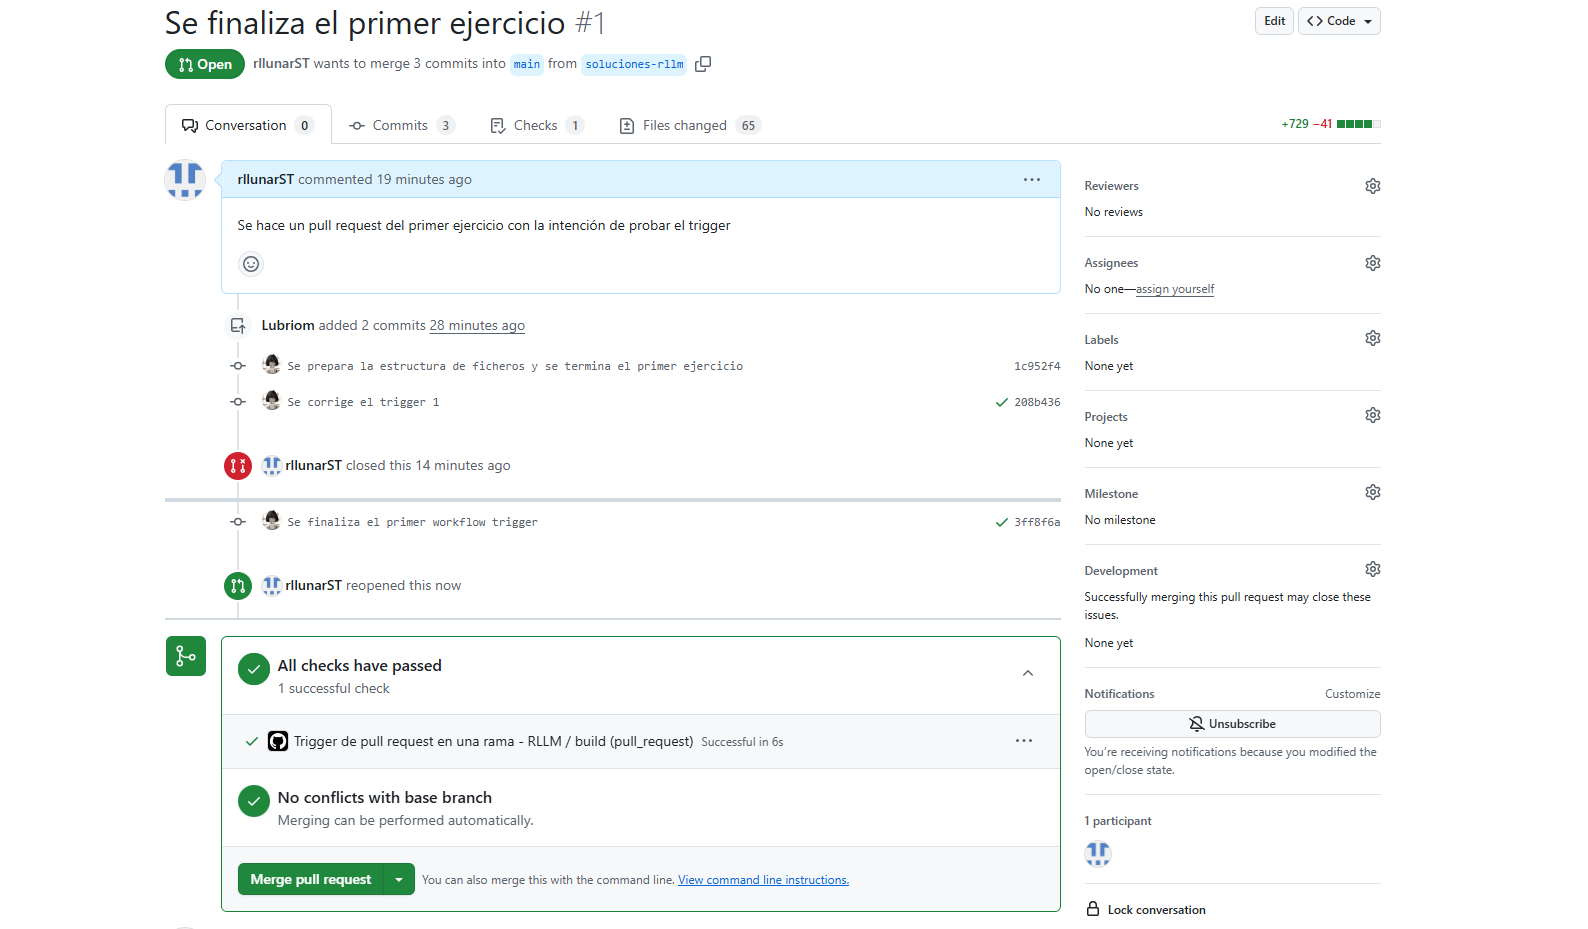 Se finaliza el primer ejercicio #1
Edit
Code
Open
rllunarST wants to merge 3 commits into main from soluciones-rllm
Conversation 0
Commits 3
Checks 1
Files changed 65
+729 −41
rllunarST commented 19 minutes ago
Se hace un pull request del primer ejercicio con la intención de probar el trigger
Lubriom added 2 commits 28 minutes ago
Se prepara la estructura de ficheros y se termina el primer ejercicio 1c952f4
Se corrige el trigger 1 208b436
rllunarST closed this 14 minutes ago
Se finaliza el primer workflow trigger 3ff8f6a
rllunarST reopened this now
All checks have passed
1 successful check
Trigger de pull request en una rama - RLLM / build (pull_request) Successful in 6s
No conflicts with base branch
Merging can be performed automatically.
Merge pull request
You can also merge this with the command line. View command line instructions.
Reviewers
No reviews
Assignees
No one—assign yourself
Labels
None yet
Projects
None yet
Milestone
No milestone
Development
Successfully merging this pull request may close these
issues.
None yet
Notifications Customize
Unsubscribe
You're receiving notifications because you modified the
open/close state.
1 participant
Lock conversation